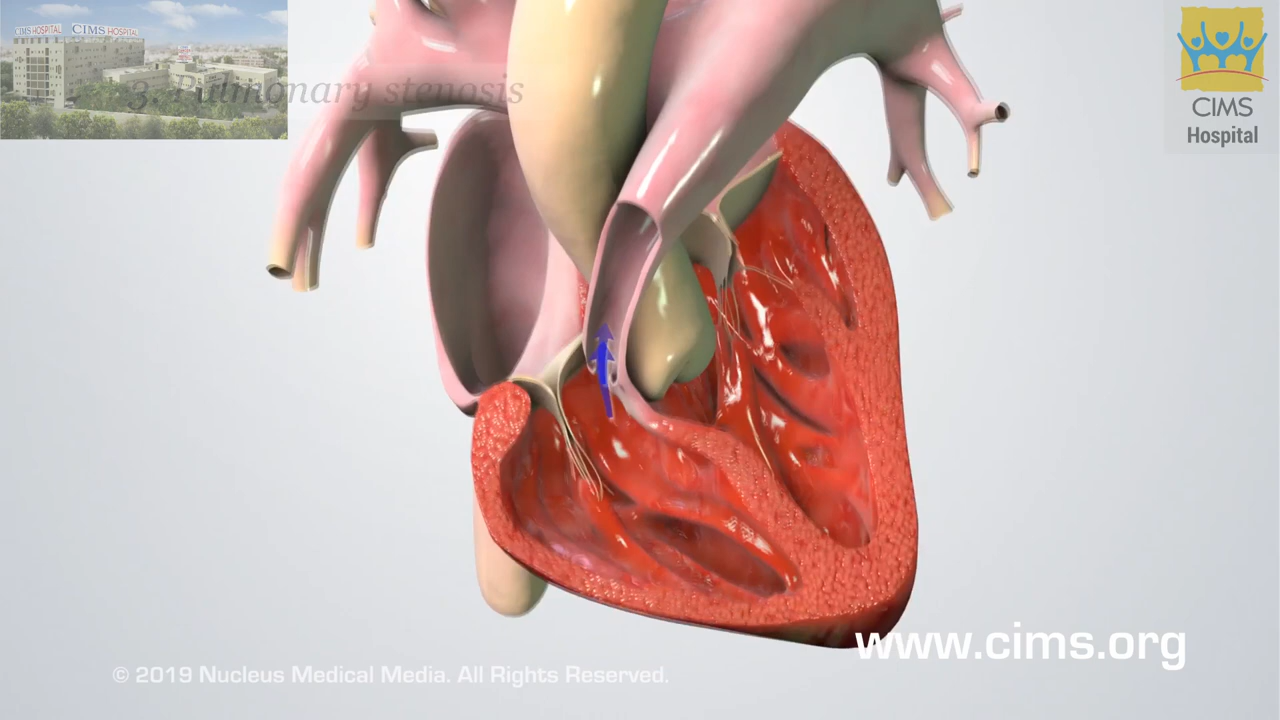 CIMS HOSPITAL CIMS HOSPITAL
3. Pulmonary stenosis
CIMS
Hospital
www.cims.org
© 2019 Nucleus Medical Media. All Rights Reserved.